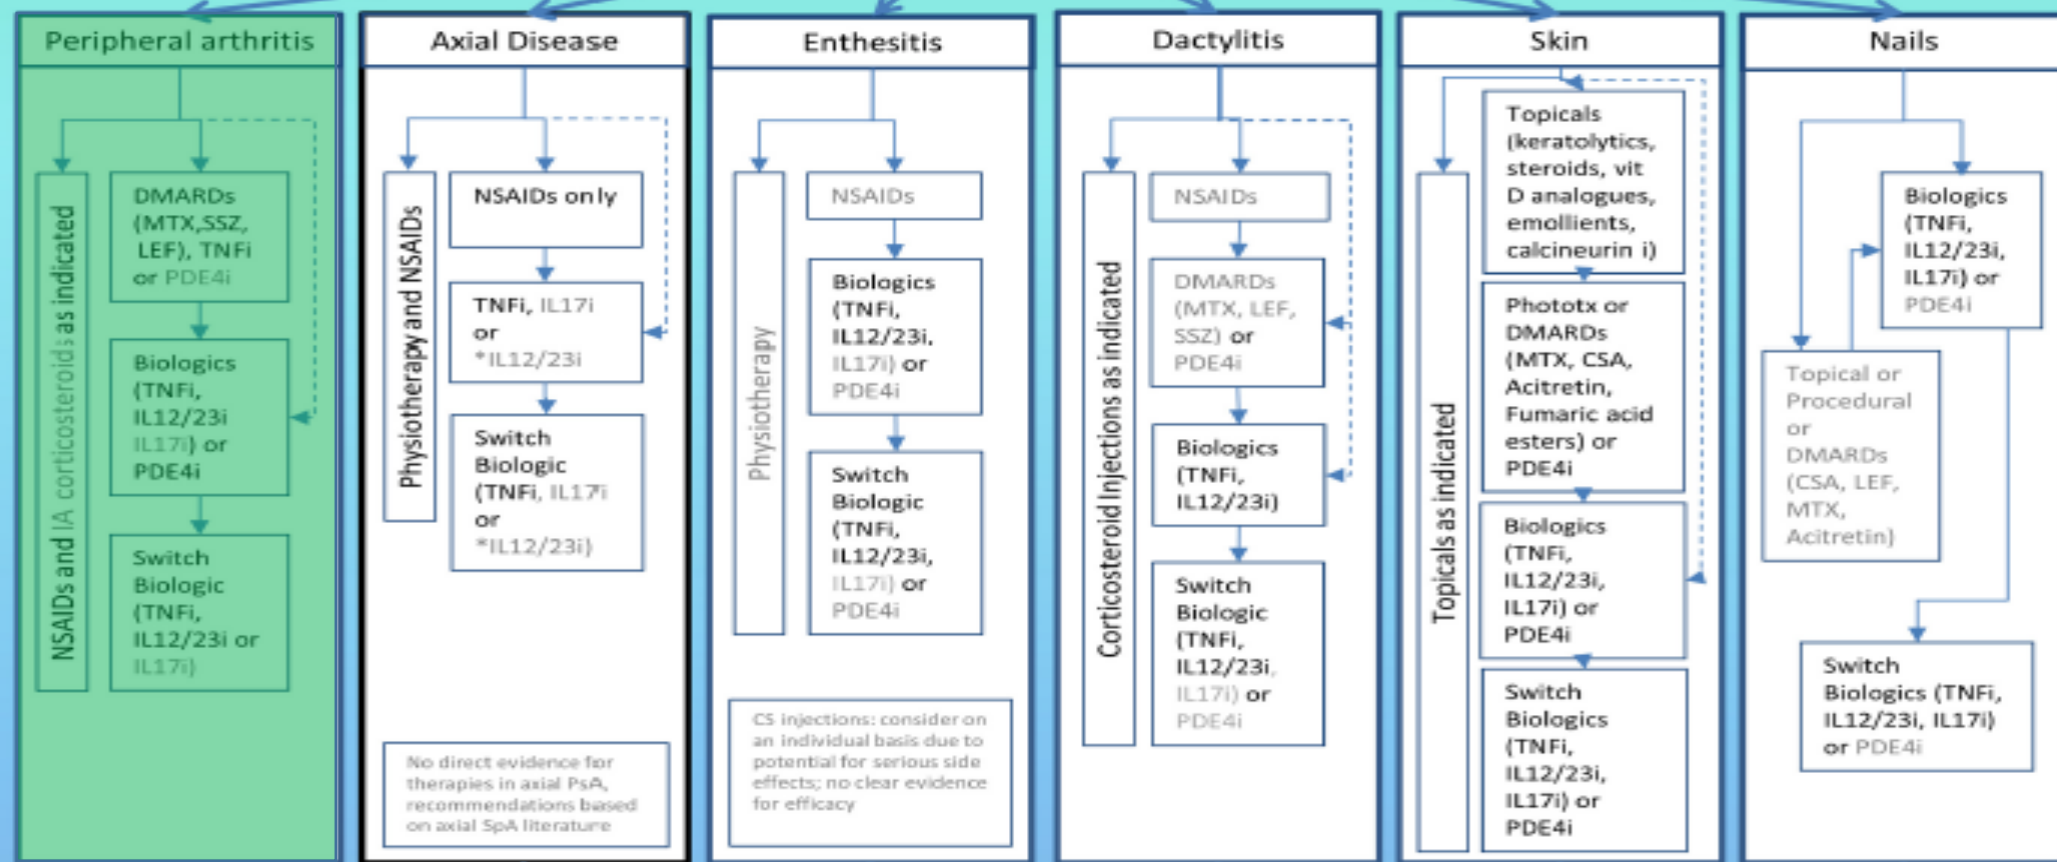 Peripheral arthritis
NSAIDs and IA corticosteroids as indicated
DMARDs
(MTX,SSZ,
LEF), TNFi
or PDE4i
Biologics
(TNFi,
IL12/23i
IL17i) or
PDE4i
Switch
Biologic
(TNFi,
IL12/23i or
IL17i)
Axial Disease
Physiotherapy and NSAIDs
NSAIDs only
TNFi, IL17i
or
*IL12/23i
Switch
Biologic
(TNFi, IL17i
or
*IL12/23i)
No direct evidence for
therapies in axial PsA,
recommendations based
on axial SpA literature
Enthesitis
Physiotherapy
NSAIDs
Biologics
(TNFi,
IL12/23i,
IL17i) or
PDE4i
Switch
Biologic
(TNFi,
IL12/23i,
IL17i) or
PDE4i
CS injections: consider on
an individual basis due to
potential for serious side
effects; no clear evidence
for efficacy
Dactylitis
Corticosteroid Injections as indicated
NSAIDs
DMARDs
(MTX, LEF,
SSZ) or
PDE4i
Biologics
(TNFi,
IL12/23i)
Switch
Biologic
(TNFi,
IL12/23i,
IL17i) or
PDE4i
Skin
Topicals as indicated
Topicals
(keratolytics,
steroids, vit
D analogues,
emollients,
calcineurin i)
Phototx or
DMARDs
(MTX, CSA,
Acitretin,
Fumaric acid
esters) or
PDE4i
Biologics
(TNFi,
IL12/23i,
IL17i) or
PDE4i
Switch
Biologics
(TNFi,
IL12/23i,
IL17i) or
PDE4i
Nails
Topical or
Procedural
or
DMARDs
(CSA, LEF,
MTX,
Acitretin)
Biologics
(TNFi,
IL12/23i,
IL17i) or
PDE4i
Switch
Biologics (TNFi,
IL12/23i, IL17i)
or PDE4i